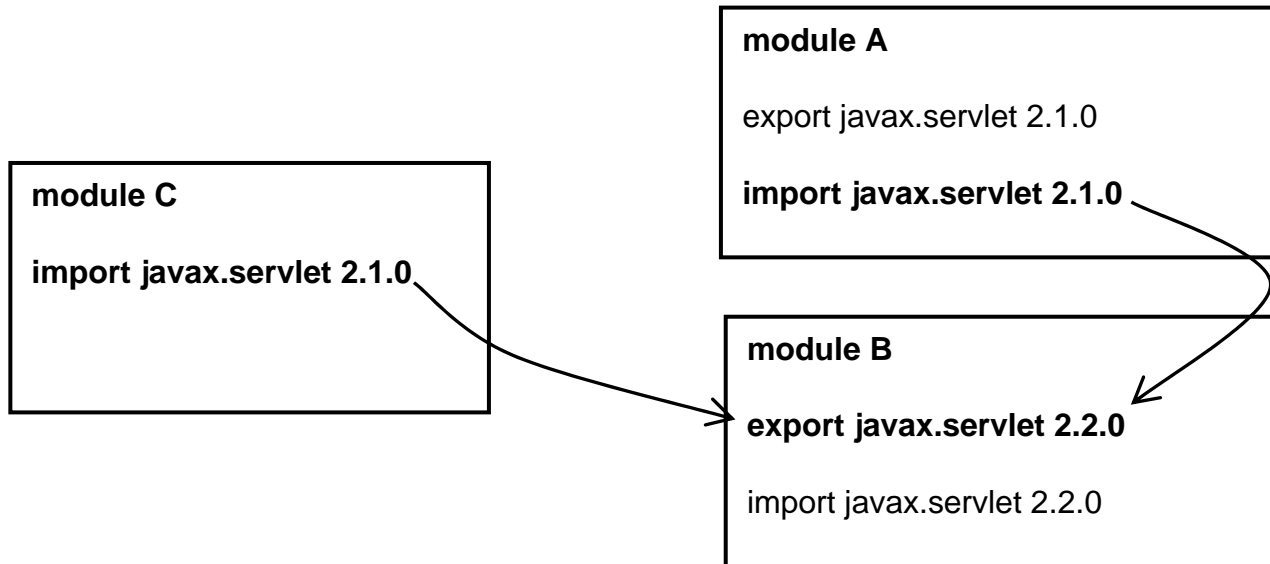 module A
export javax.servlet 2.1.0
import javax.servlet 2.1.0
module C
import javax.servlet 2.1.0
module B
export javax.servlet 2.2.0
import javax.servlet 2.2.0